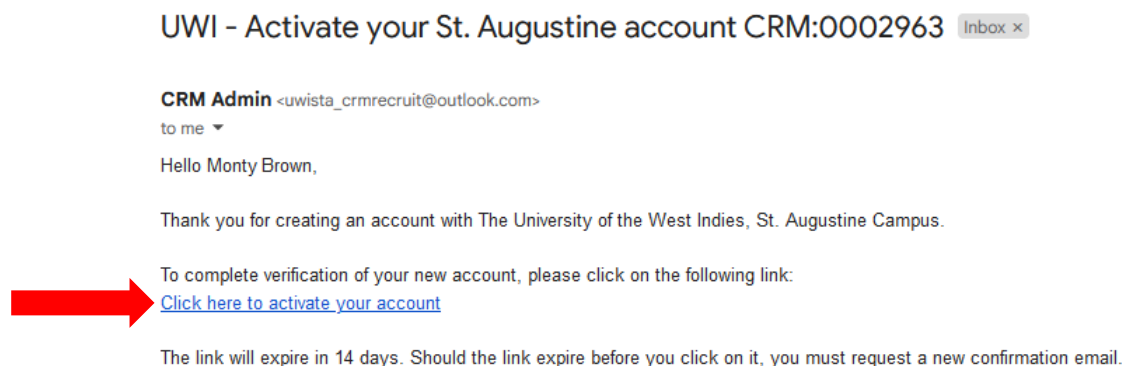 UWI - Activate your St. Augustine account CRM:0002963 Inbox ×
CRM Admin <uwista_crmrecruit@outlook.com>
to me
Hello Monty Brown,
Thank you for creating an account with The University of the West Indies, St. Augustine Campus.
To complete verification of your new account, please click on the following link:
Click here to activate your account
The link will expire in 14 days. Should the link expire before you click on it, you must request a new confirmation email.